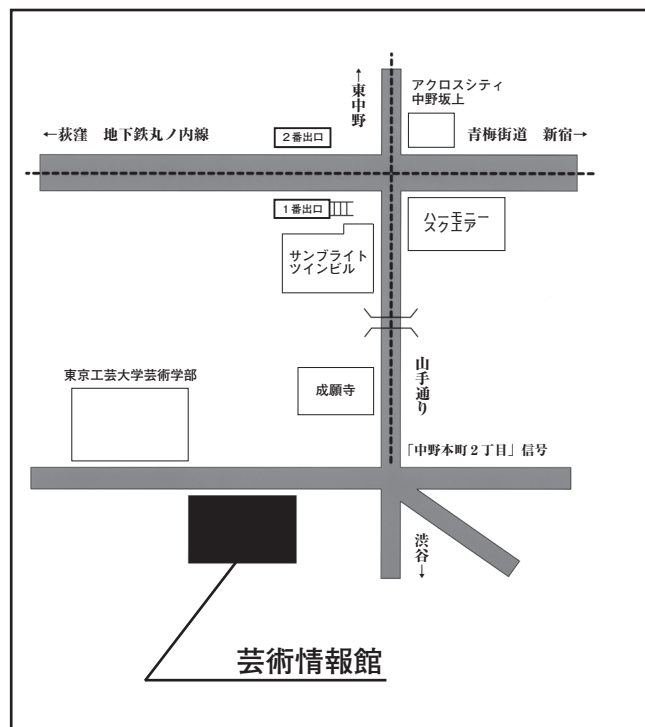 アクロスシティ
中野坂上
←東中野
←荻窪 地下鉄丸ノ内線
2番出口
青梅街道 新宿→
1番出口
ハーモニー
スクエア
サンブライト
ツインビル
東京工芸大学芸術学部
成願寺
山手通り
「中野本町2丁目」信号
渋谷→
芸術情報館